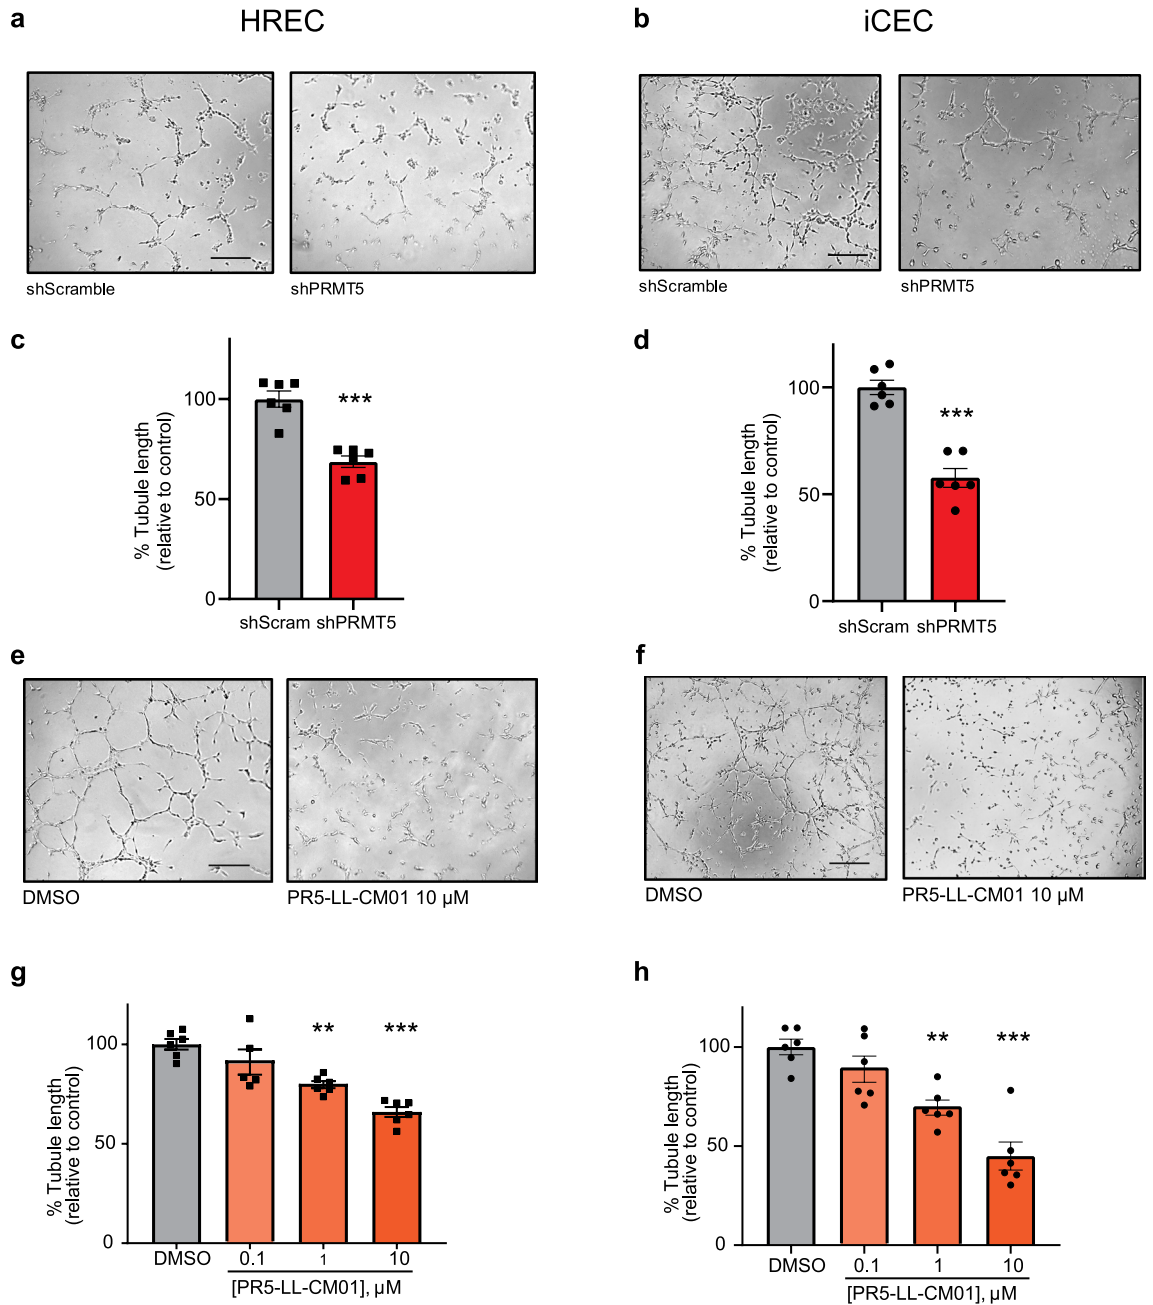 a HREC
b iCEC
shScramble shPRMT5
shScramble shPRMT5
c
% Tubule length
(relative to control)
100
50
0
***
shScram shPRMT5
d
% Tubule length
(relative to control)
100
50
0
***
shScram shPRMT5
e
DMSO PR5-LL-CM01 10 µM
f
DMSO PR5-LL-CM01 10 µM
g
% Tubule length
(relative to control)
100
50
0
** ***
DMSO 0.1 1 10
[PR5-LL-CM01], µM
h
% Tubule length
(relative to control)
100
50
0
** ***
DMSO 0.1 1 10
[PR5-LL-CM01], µM